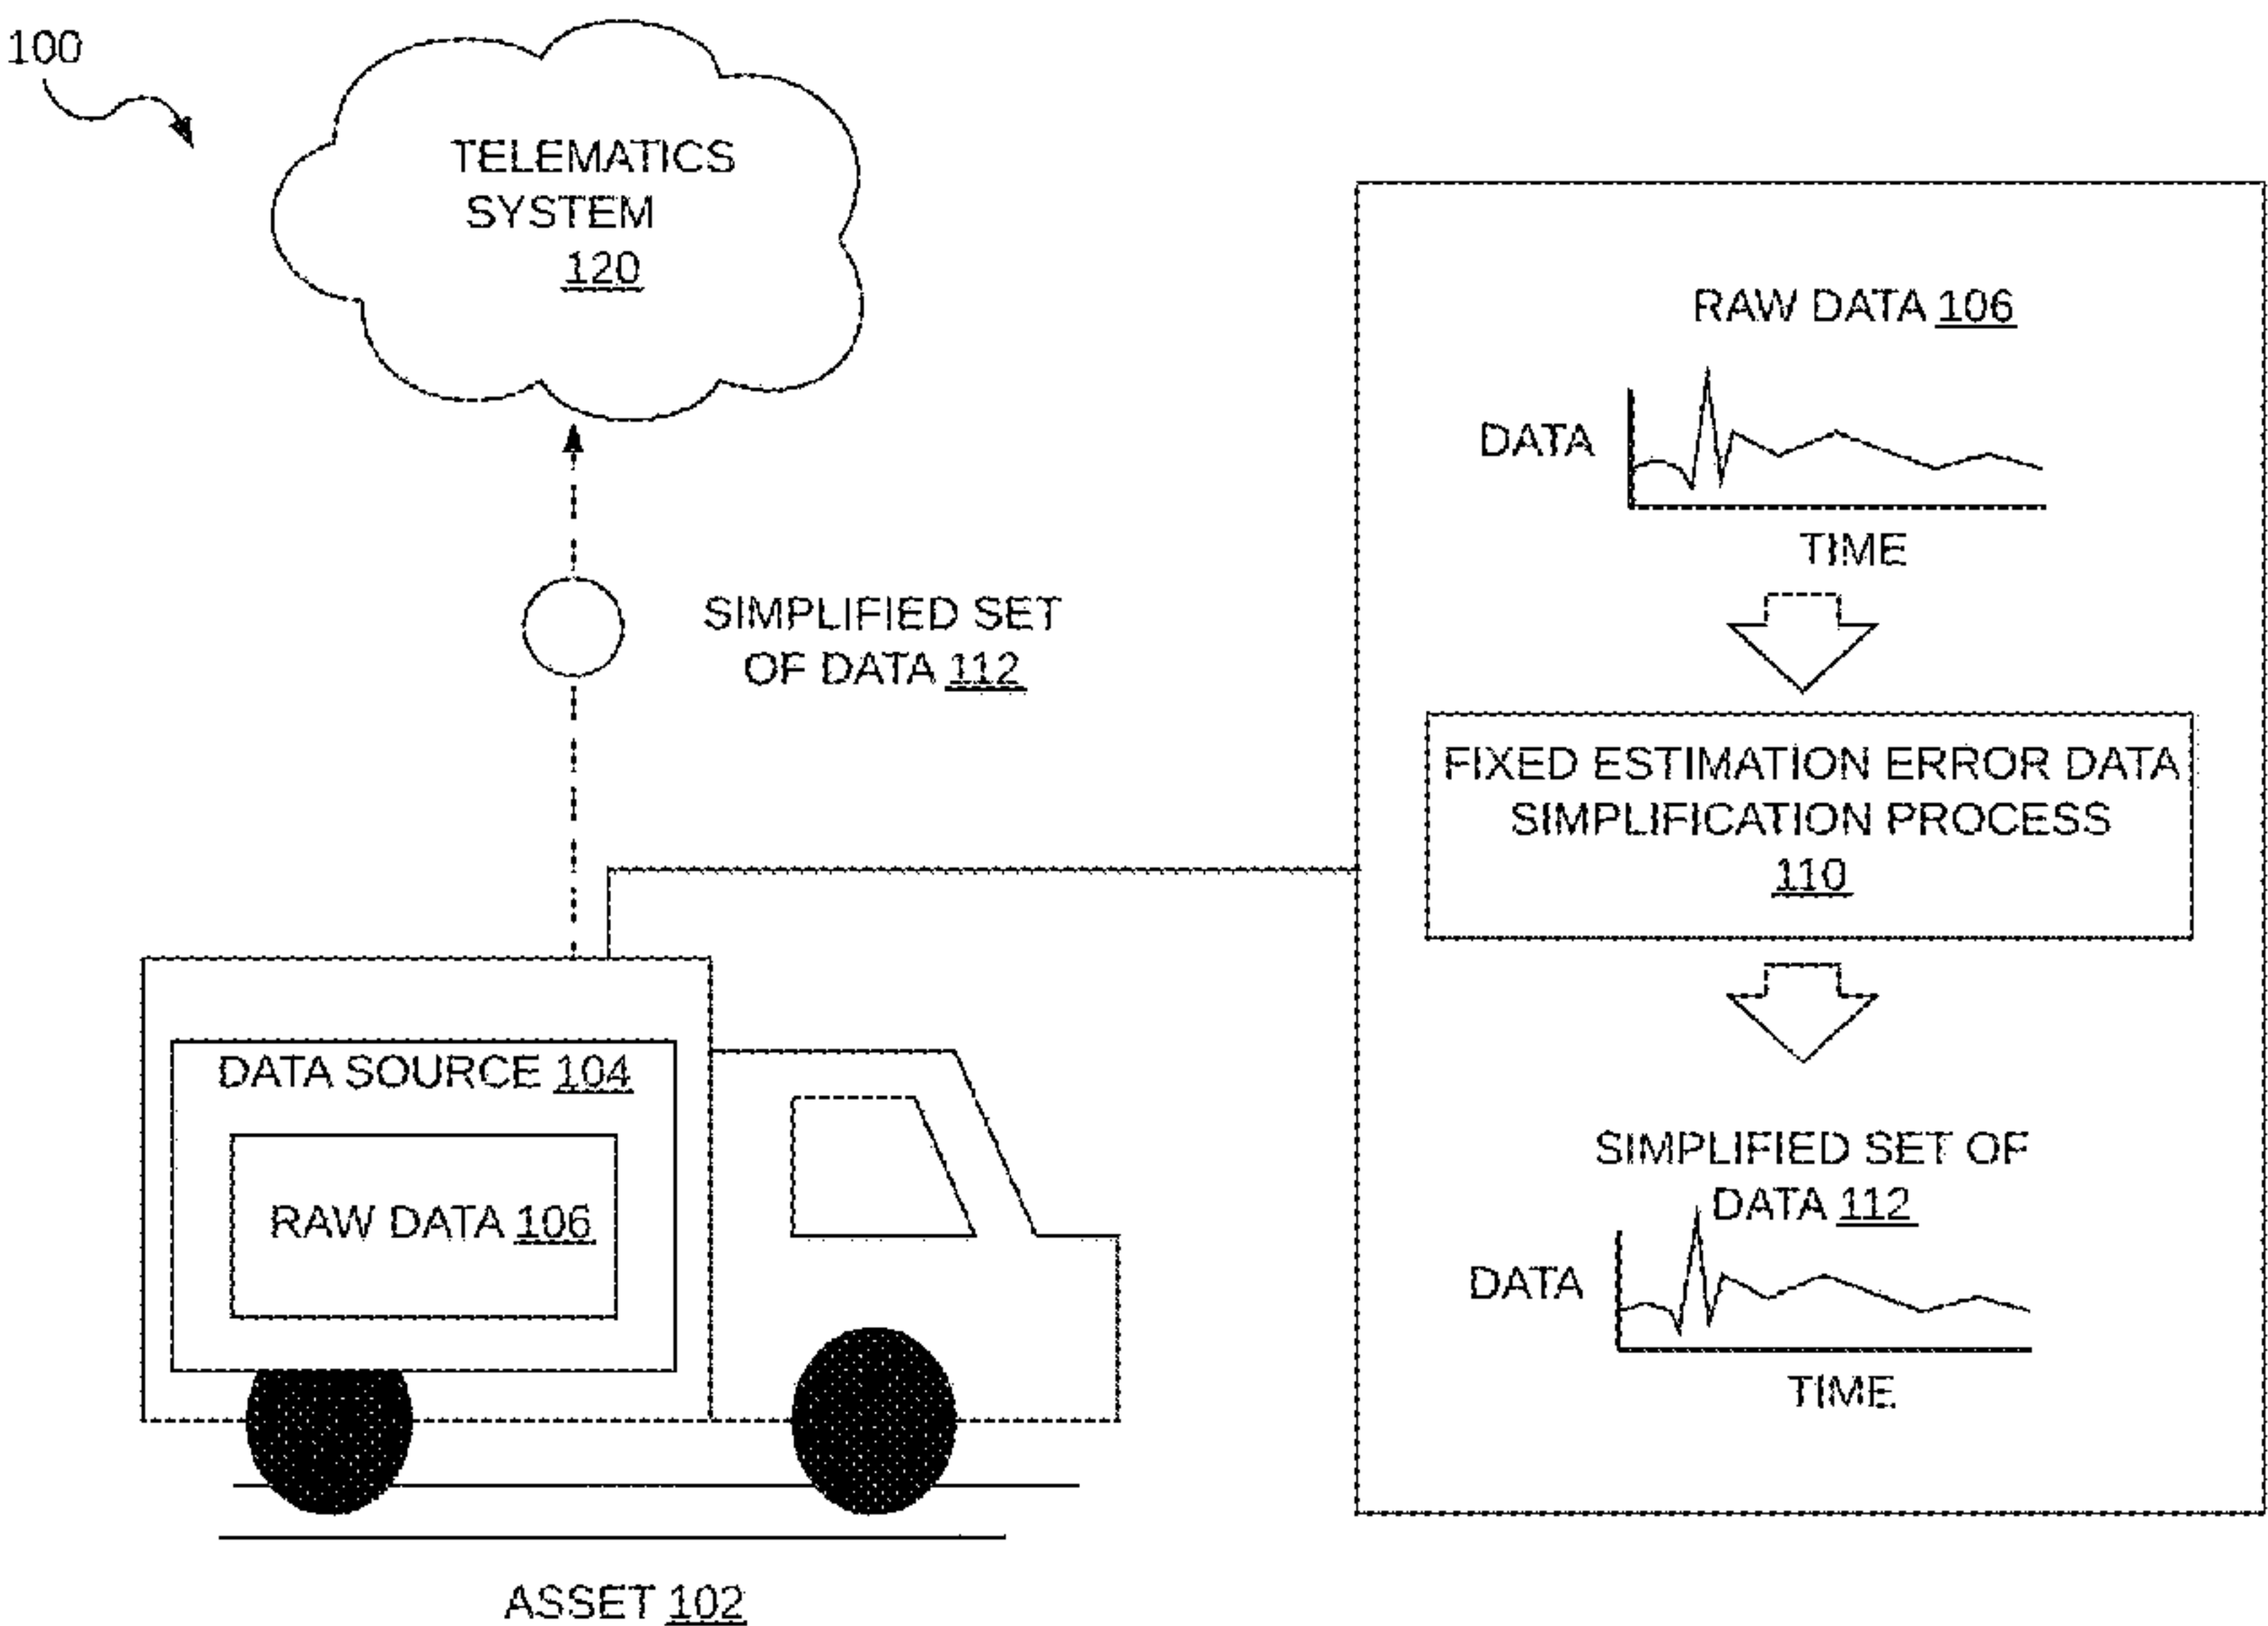 100
TELEMATICS
SYSTEM
120
SIMPLIFIED SET
OF DATA 112
DATA SOURCE 104
RAW DATA 106
ASSET 102
RAW DATA 106
DATA
TIME
FIXED ESTIMATION ERROR DATA
SIMPLIFICATION PROCESS
110
SIMPLIFIED SET OF
DATA 112
DATA
TIME